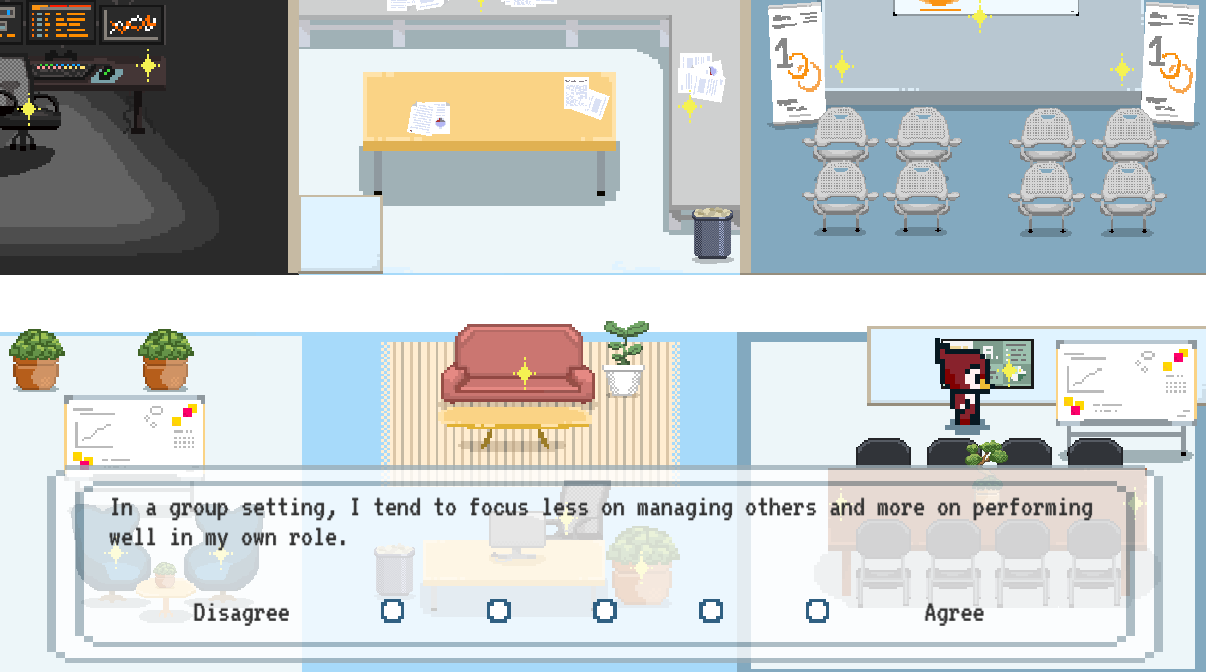 In a group setting, I tend to focus less on managing others and more on performing
well in my own role.
Disagree Agree